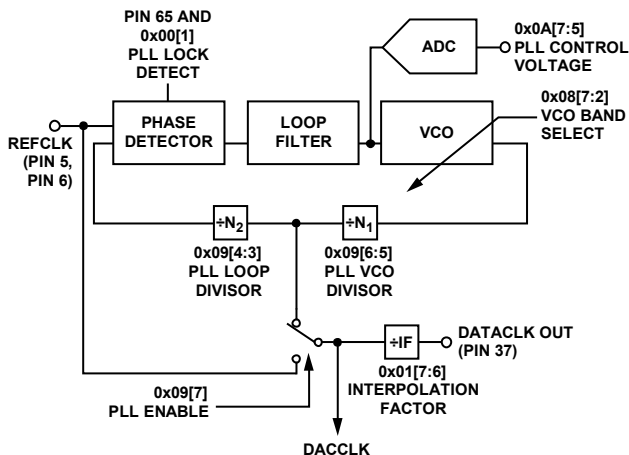 PIN 65 AND
0x00[1]
PLL LOCK
DETECT
ADC
0x0A[7:5]
PLL CONTROL
VOLTAGE
REFCLK
(PIN 5,
PIN 6)
PHASE
DETECTOR
LOOP
FILTER
VCO
0x08[7:2]
VCO BAND
SELECT
÷N₂
0x09[4:3]
PLL LOOP
DIVISOR
÷N₁
0x09[6:5]
PLL VCO
DIVISOR
÷IF
DATACLK OUT
(PIN 37)
0x01[7:6]
INTERPOLATION
FACTOR
0x09[7]
PLL ENABLE
DACCLK